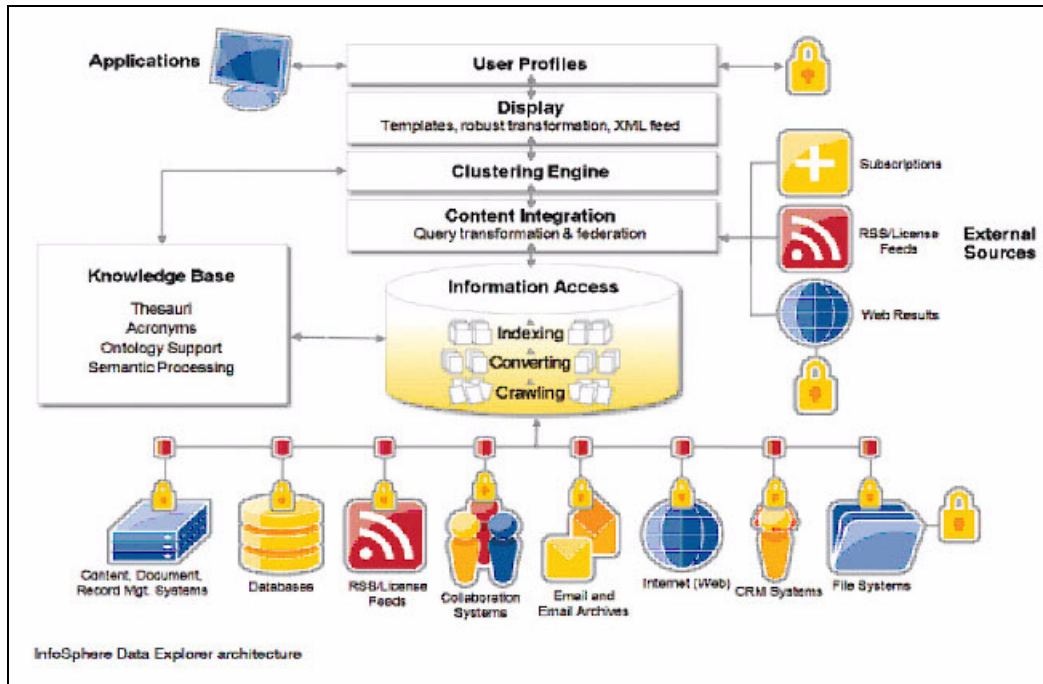 Applications
User Profiles
Display
Templates, robust transformation, XML feed
Clustering Engine
Content Integration
Query transformation & federation
Subscriptions
RSS/License
Feeds
External
Sources
Web Results
Knowledge Base
Thesauri
Acronyms
Ontology Support
Semantic Processing
Information Access
Indexing
Converting
Crawling
Content, Document,
Record Mgt. Systems
Databases
RSS/License
Feeds
Collaboration
Systems
Email and
Email Archives
Internet (Web)
CRM Systems
File Systems
InfoSphere Data Explorer architecture